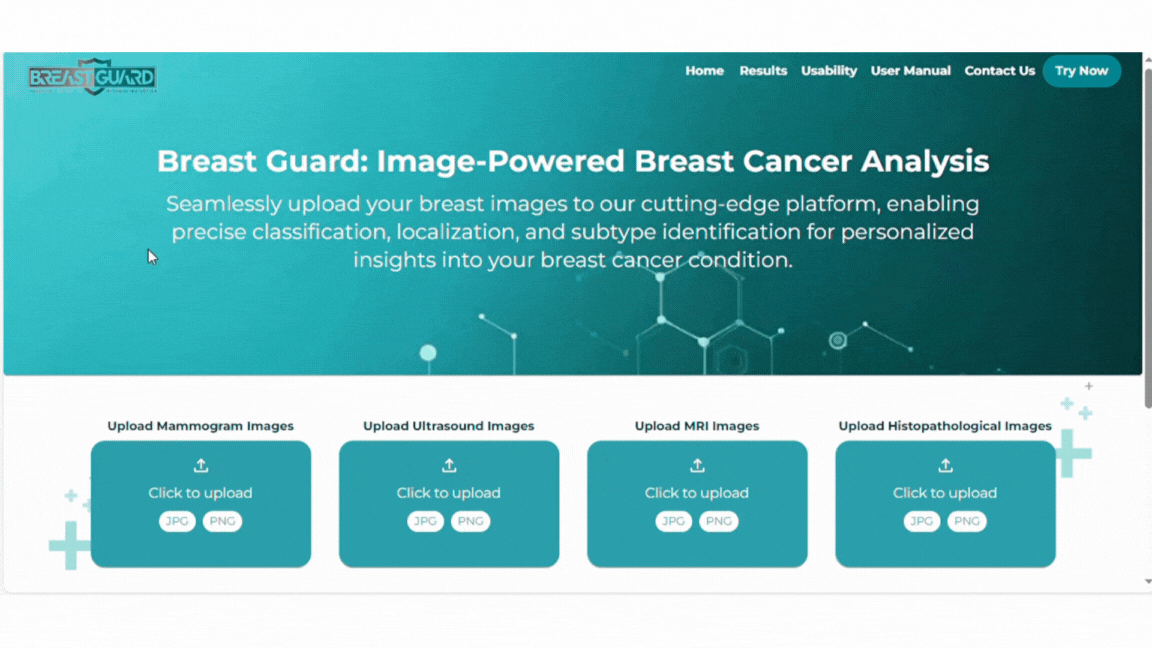 BREAST GUARD
Home Results Usability User Manual Contact Us Try Now
Breast Guard: Image-Powered Breast Cancer Analysis
Seamlessly upload your breast images to our cutting-edge platform, enabling
precise classification, localization, and subtype identification for personalized
insights into your breast cancer condition.
Upload Mammogram Images
Click to upload
JPG PNG
Upload Ultrasound Images
Click to upload
JPG PNG
Upload MRI Images
Click to upload
JPG PNG
Upload Histopathological Images
Click to upload
JPG PNG